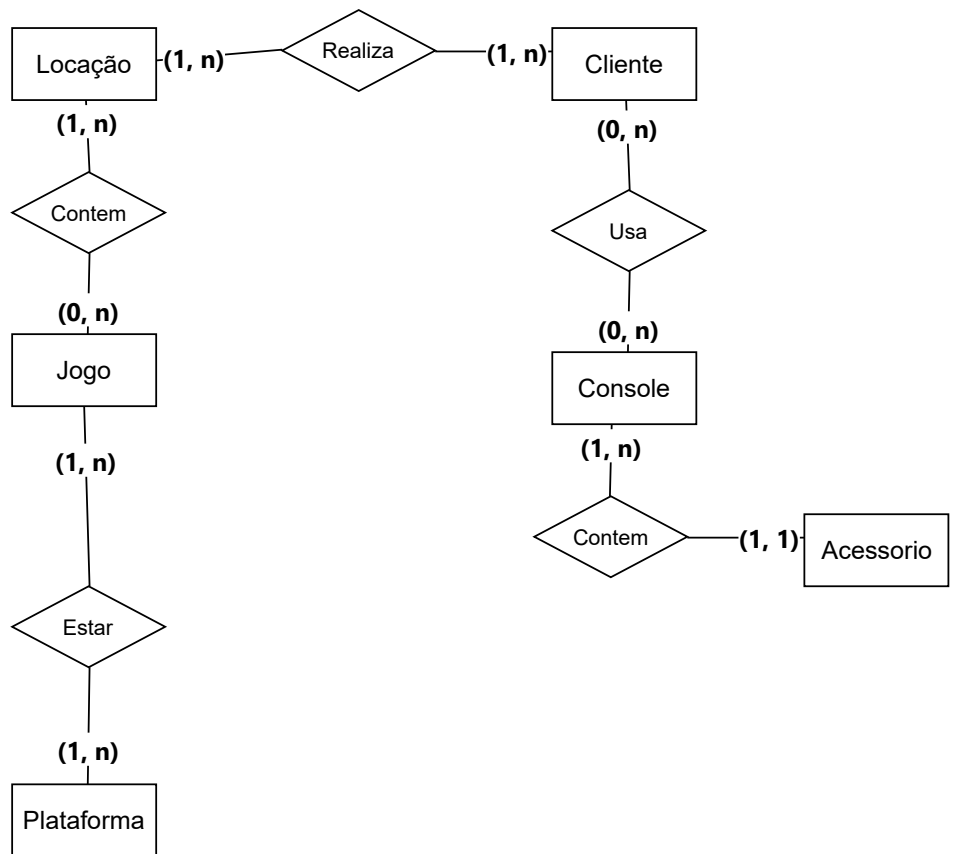 Locação
(1, n)
Realiza
(1, n)
Cliente
(1, n)
(0, n)
Contem
Usa
(0, n)
(0, n)
Jogo
Console
(1, n)
(1, n)
Contem
(1, 1)
Acessorio
Estar
(1, n)
Plataforma